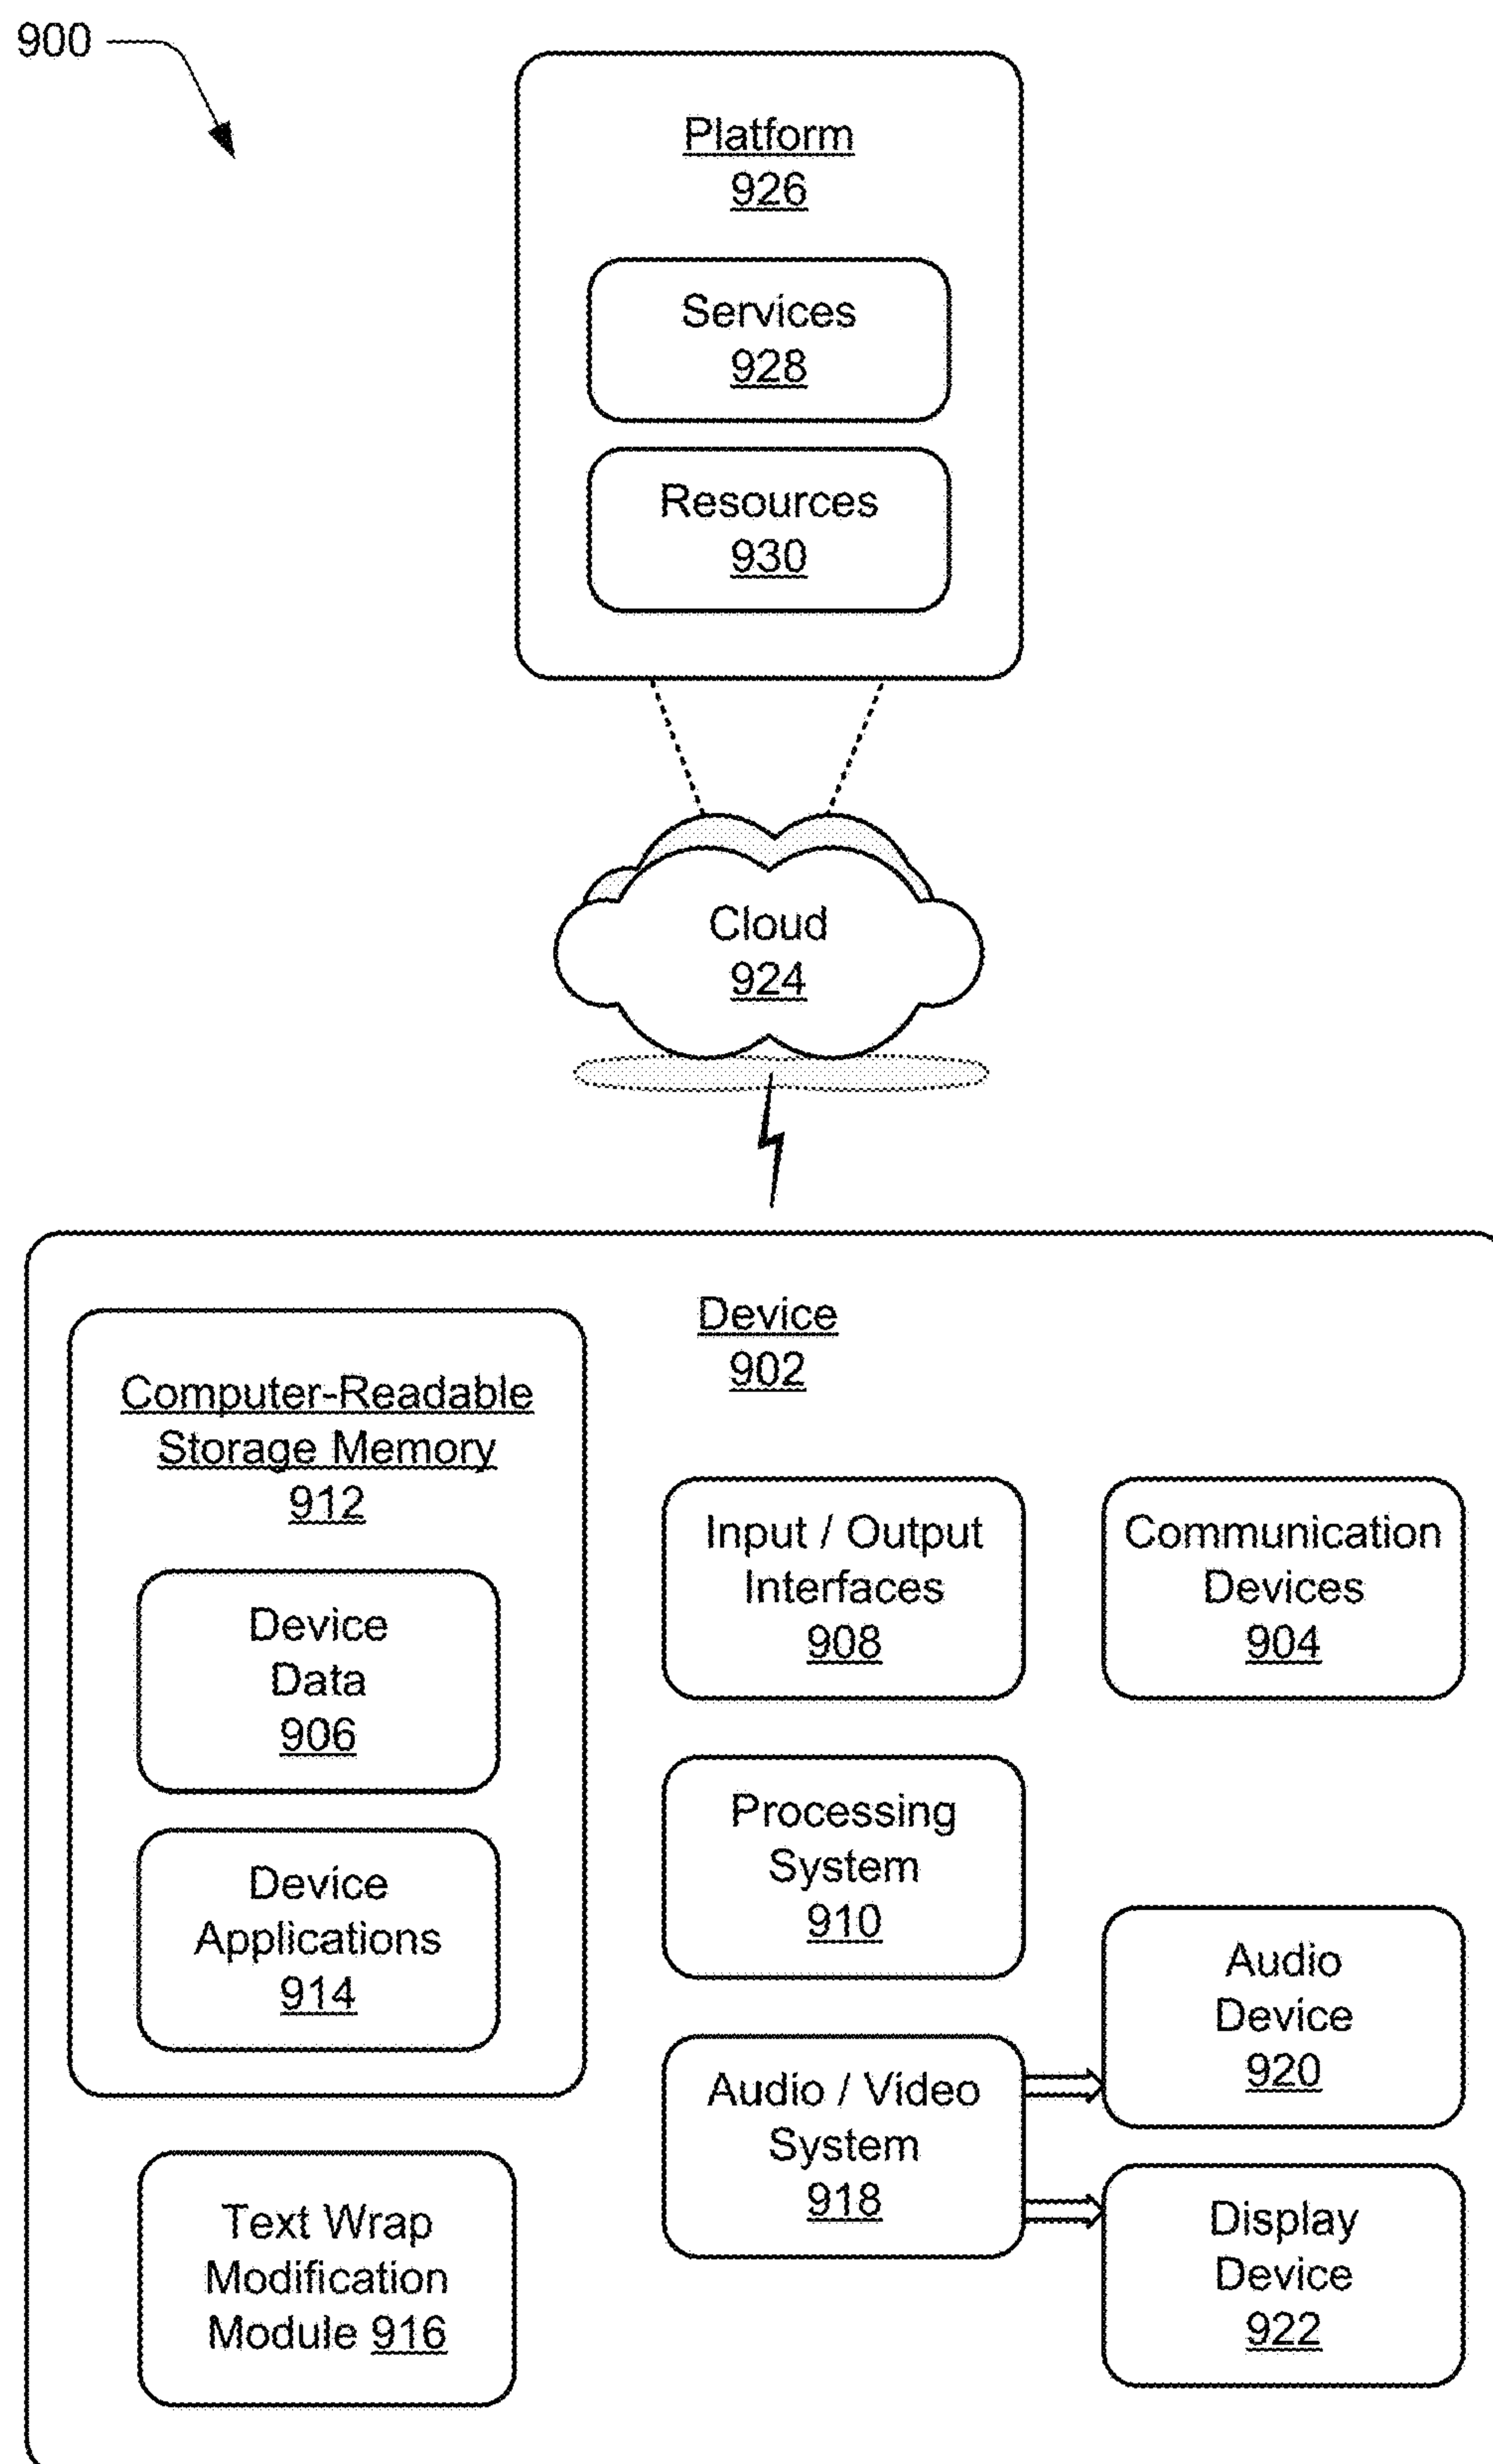 900
Platform
926
Services
928
Resources
930
Cloud
924
Device
902
Computer-Readable
Storage Memory
912
Device
Data
906
Device
Applications
914
Text Wrap
Modification
Module 916
Input / Output
Interfaces
908
Processing
System
910
Audio / Video
System
918
Communication
Devices
904
Audio
Device
920
Display
Device
922